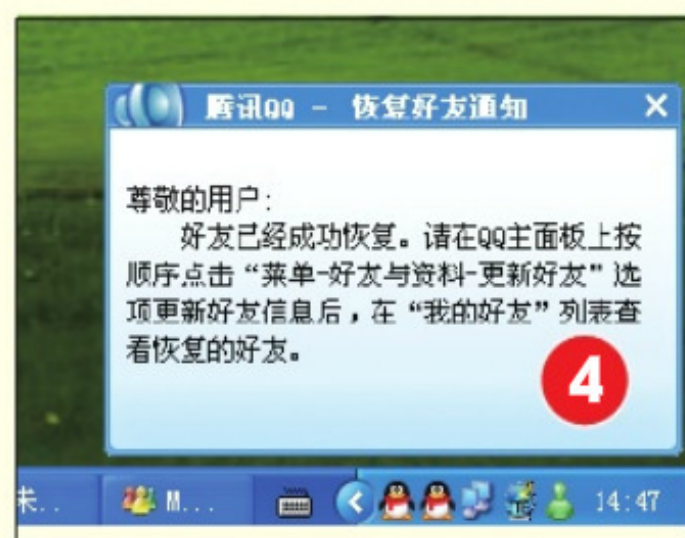 腾讯QQ - 恢复好友通知
尊敬的用户：
好友已经成功恢复。请在QQ主面板上按
顺序点击“菜单-好友与资料-更新好友”选
项更新好友信息后，在“我的好友”列表查
看恢复的好友。
4
未.. M... 14:47